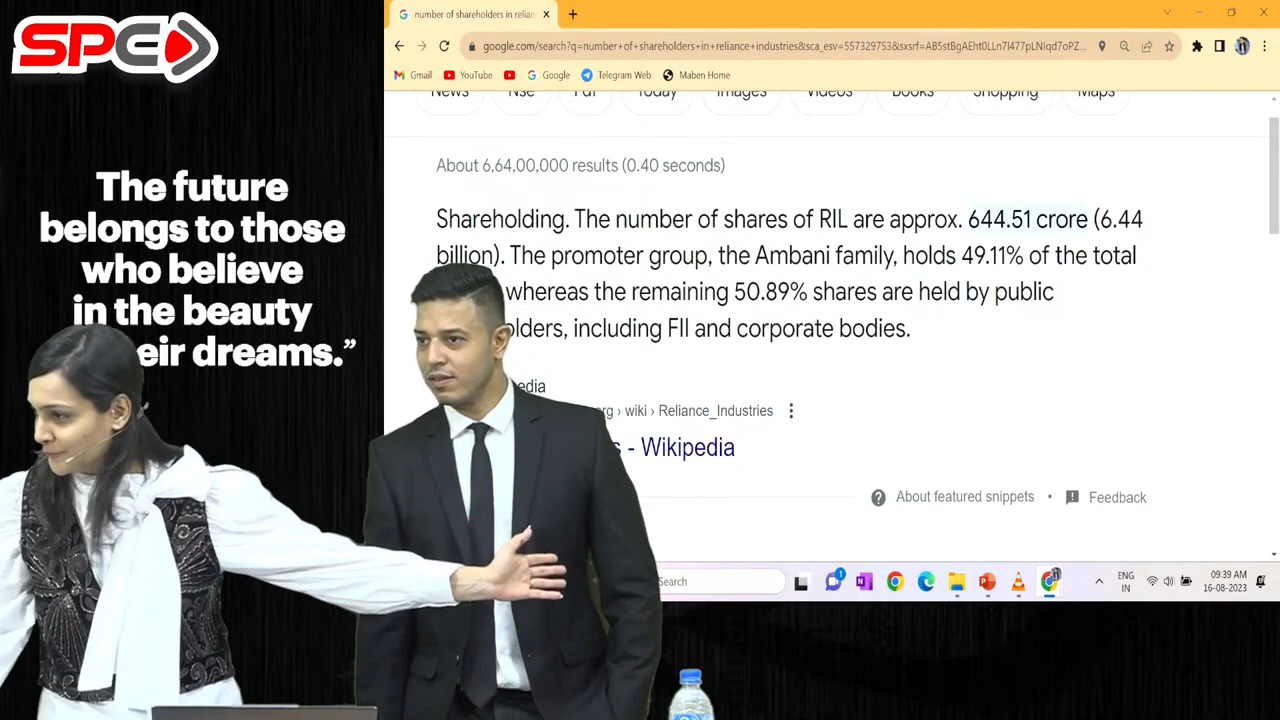 SPC
The future
belongs to those
who believe
in the beauty
eir dreams.”
number of shareholders in relian
google.com/search?q=number+of+shareholders+in+reliance+industries&sca_esv=557329753&sxsrf=AB5stBgAEht0LLn7l477pLNIqd7oPZ...
Gmail YouTube Google Telegram Web Maben Home
News Nse Pdf Today Images Videos Books Shopping Maps
About 6,64,00,000 results (0.40 seconds)
Shareholding. The number of shares of RIL are approx. 644.51 crore (6.44
billion). The promoter group, the Ambani family, holds 49.11% of the total
whereas the remaining 50.89% shares are held by public
olders, including FII and corporate bodies.
edia
org › wiki › Reliance_Industries
s - Wikipedia
About featured snippets • Feedback
Search
1
ENG
IN
09:39 AM
16-08-2023